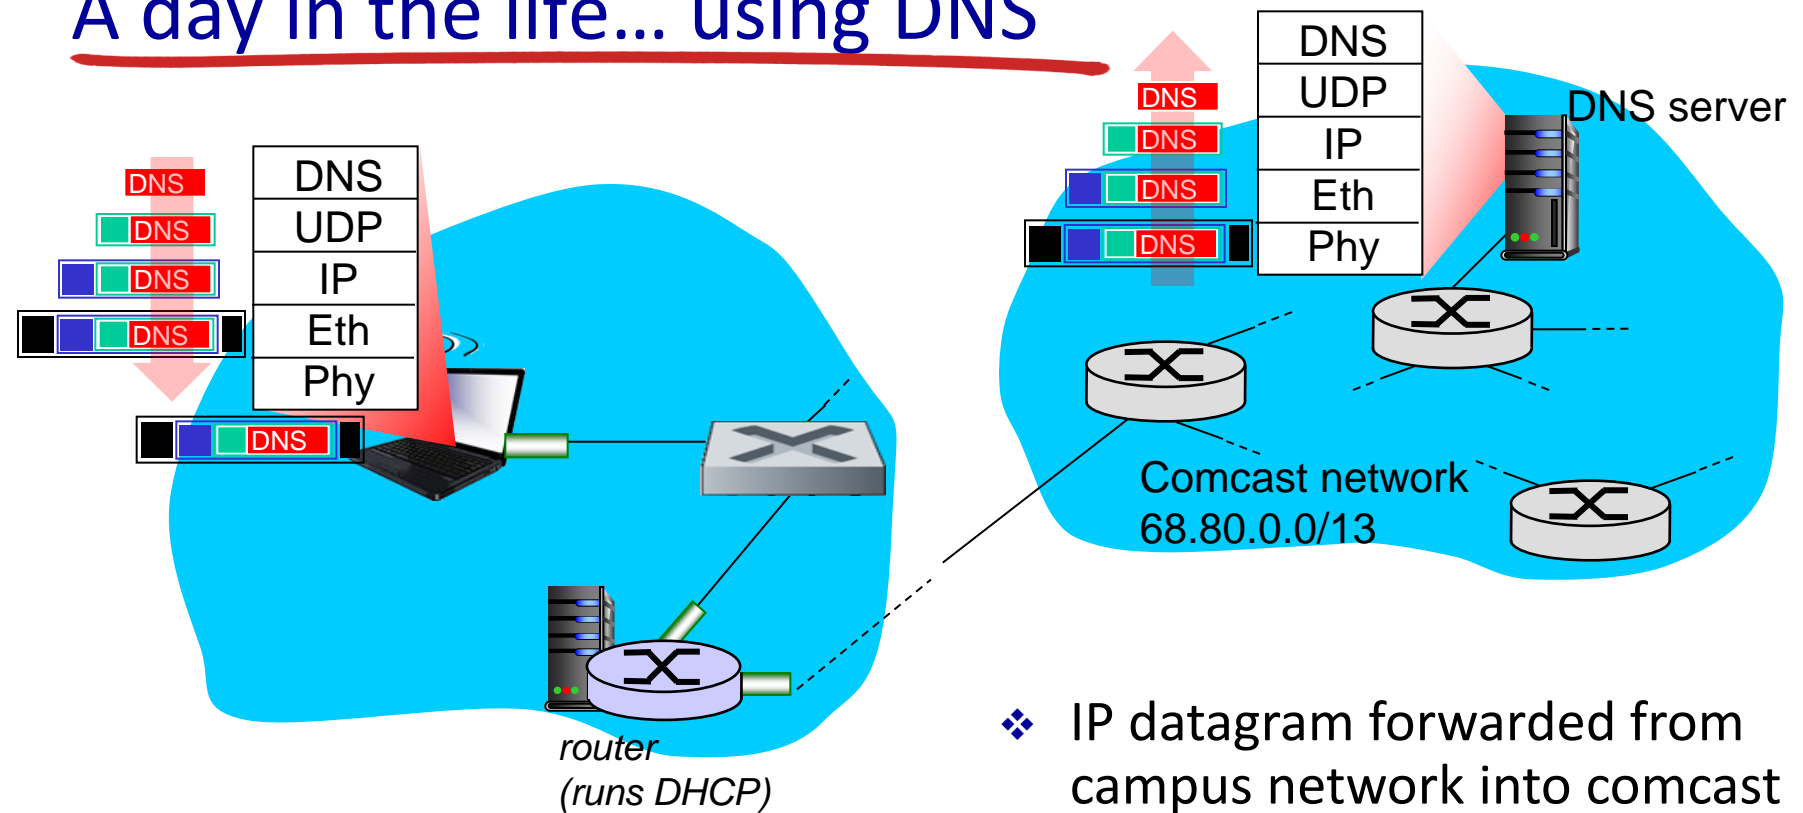 A day in the life... using DNS
DNS
DNS
DNS
DNS
DNS
DNS
UDP
IP
Eth
Phy
DNS
DNS
DNS
DNS
DNS
UDP
IP
Eth
Phy
DNS server
Comcast network
68.80.0.0/13
router
(runs DHCP)
❖ IP datagram forwarded from
campus network into comcast